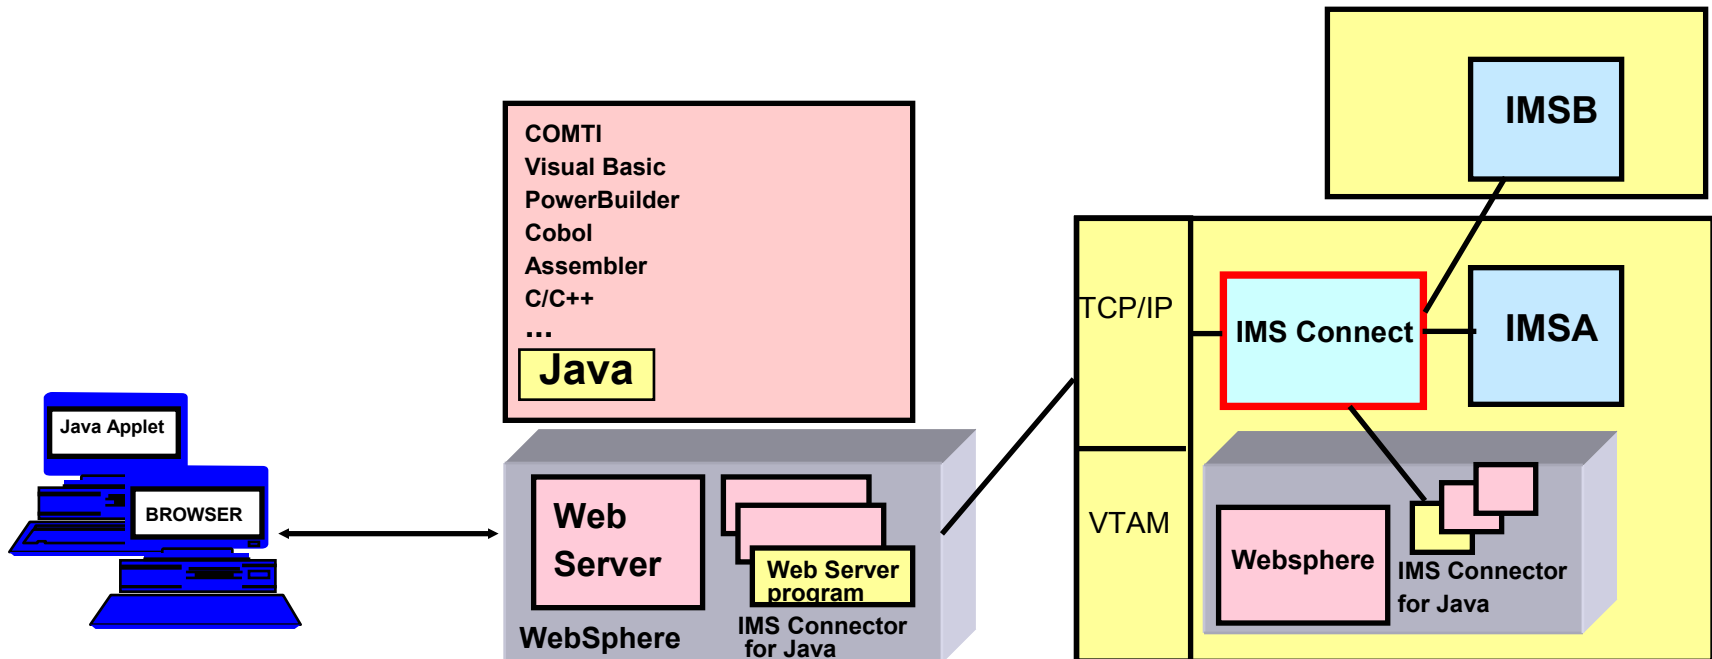 COMTI
Visual Basic
PowerBuilder
Cobol
Assembler
C/C++
...
Java
Java Applet
BROWSER
Web
Server
WebSphere
Web Server
program
IMS Connector
for Java
TCP/IP
VTAM
IMS Connect
IMSB
IMSA
Websphere
IMS Connector
for Java